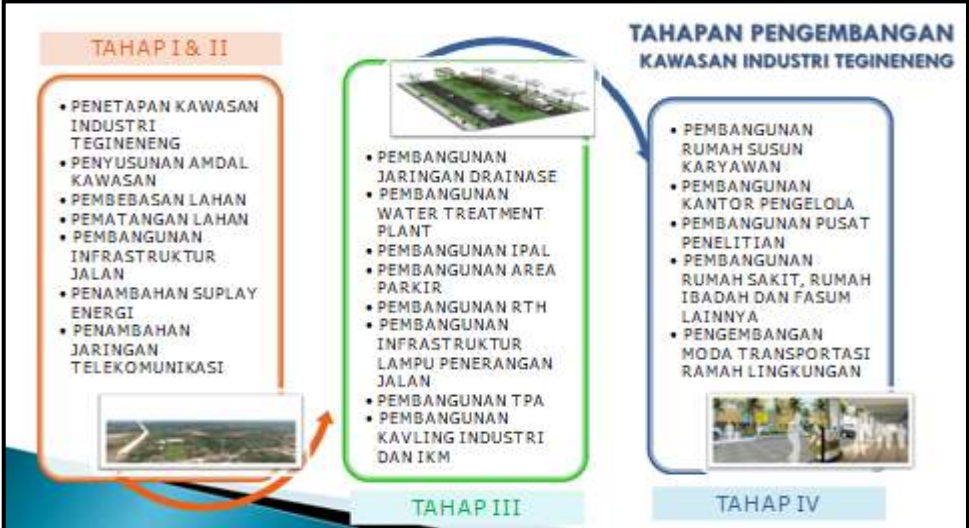 TAHAPAN PENGEMBANGAN
KAWASAN INDUSTRI TEGINENENG
TAHAP I & II
• PENETAPAN KAWASAN
INDUSTRI
TEGINENENG
• PENYUSUNAN AMDAL
KAWASAN
• PEMBEBASAN LAHAN
• PEMATANGAN LAHAN
• PEMBANGUNAN
INFRASTRUKTUR
JALAN
• PENAMBAHAN SUPLAY
ENERGI
• PENAMBAHAN
JARINGAN
TELEKOMUNIKASI
• PEMBANGUNAN
JARINGAN DRAINASE
• PEMBANGUNAN
WATER TREATMENT
PLANT
• PEMBANGUNAN IPAL
• PEMBANGUNAN AREA
PARKIR
• PEMBANGUNAN RTH
• PEMBANGUNAN
INFRASTRUKTUR
LAMPU PENERANGAN
JALAN
• PEMBANGUNAN TPA
• PEMBANGUNAN
KAVLING INDUSTRI
DAN IKM
TAHAP III
• PEMBANGUNAN
RUMAH SUSUN
KARYAWAN
• PEMBANGUNAN
KANTOR PENGELOLA
• PEMBANGUNAN PUSAT
PENELITIAN
• PEMBANGUNAN
RUMAH SAKIT, RUMAH
IBADAH DAN FASUM
LAINNYA
• PENGEMBANGAN
MODA TRANSPORTASI
RAMAH LINGKUNGAN
TAHAP IV